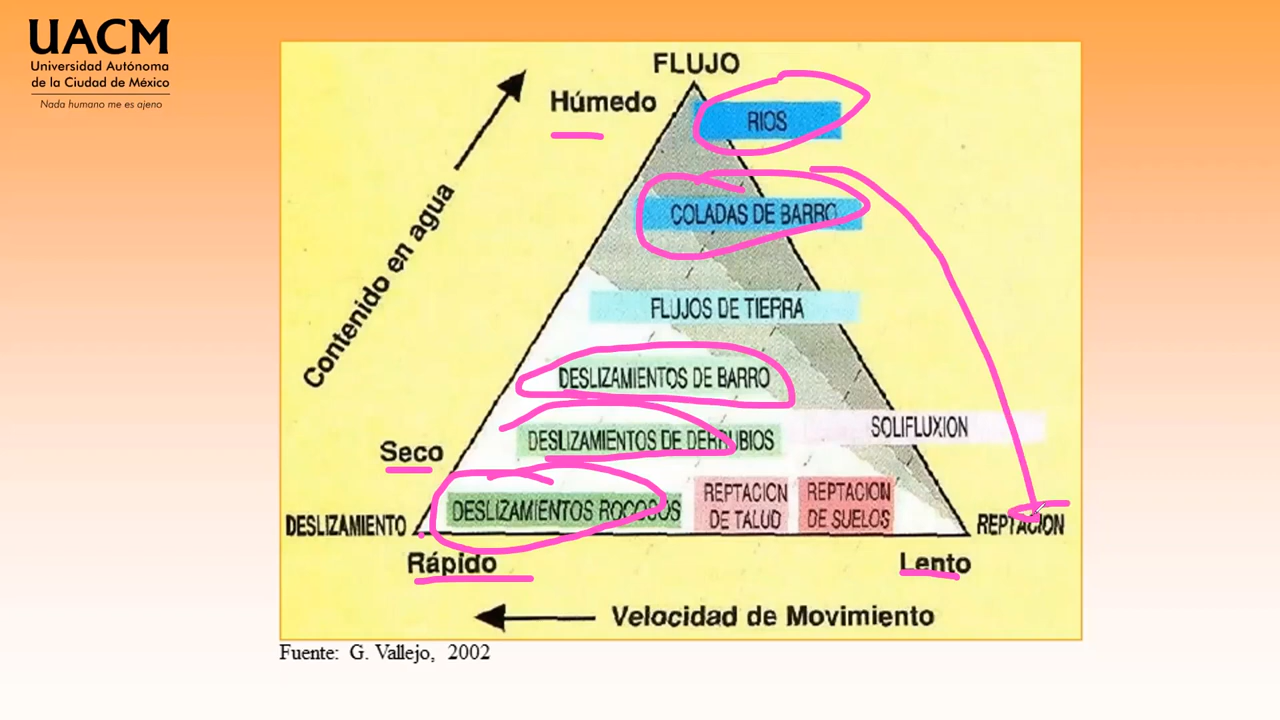 UACM
Universidad Autónoma
de la Ciudad de México
Nada humano me es ajeno
FLUJO
Húmedo
RIOS
Contenido en agua
COLADAS DE BARRO
FLUJOS DE TIERRA
DESLIZAMIENTOS DE BARRO
SOLIFLUXION
DESLIZAMIENTOS DE DERRUBIOS
Seco
DESLIZAMIENTOS ROCOSOS
REPTACION
DE TALUD
REPTACION
DE SUELOS
DESLIZAMIENTO
REPTACION
Rápido
Lento
Velocidad de Movimiento
Fuente: G. Vallejo, 2002